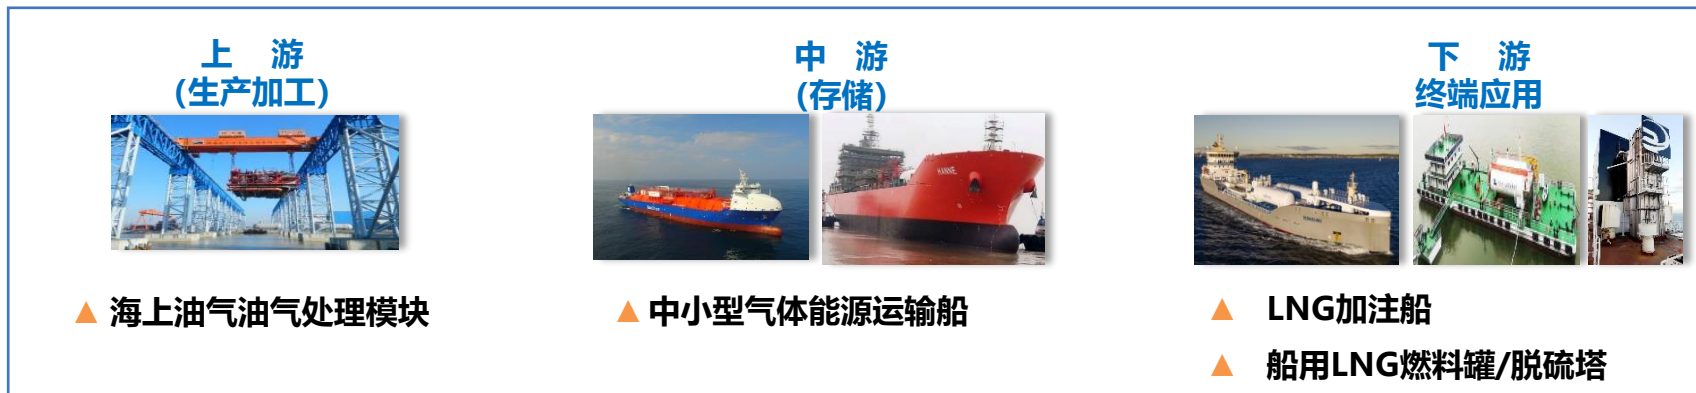 上 游
（生产加工）
▲ 海上油气油气处理模块
中 游
（存储）
HANNE
▲ 中小型气体能源运输船
下 游
终端应用
▲ LNG加注船
▲ 船用LNG燃料罐/脱硫塔